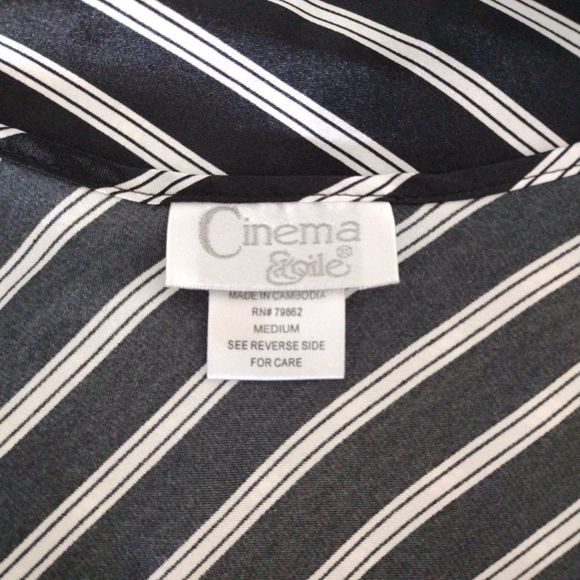 Cinema
Etoile®
MADE IN CAMBODIA
RN# 79862
MEDIUM
SEE REVERSE SIDE
FOR CARE